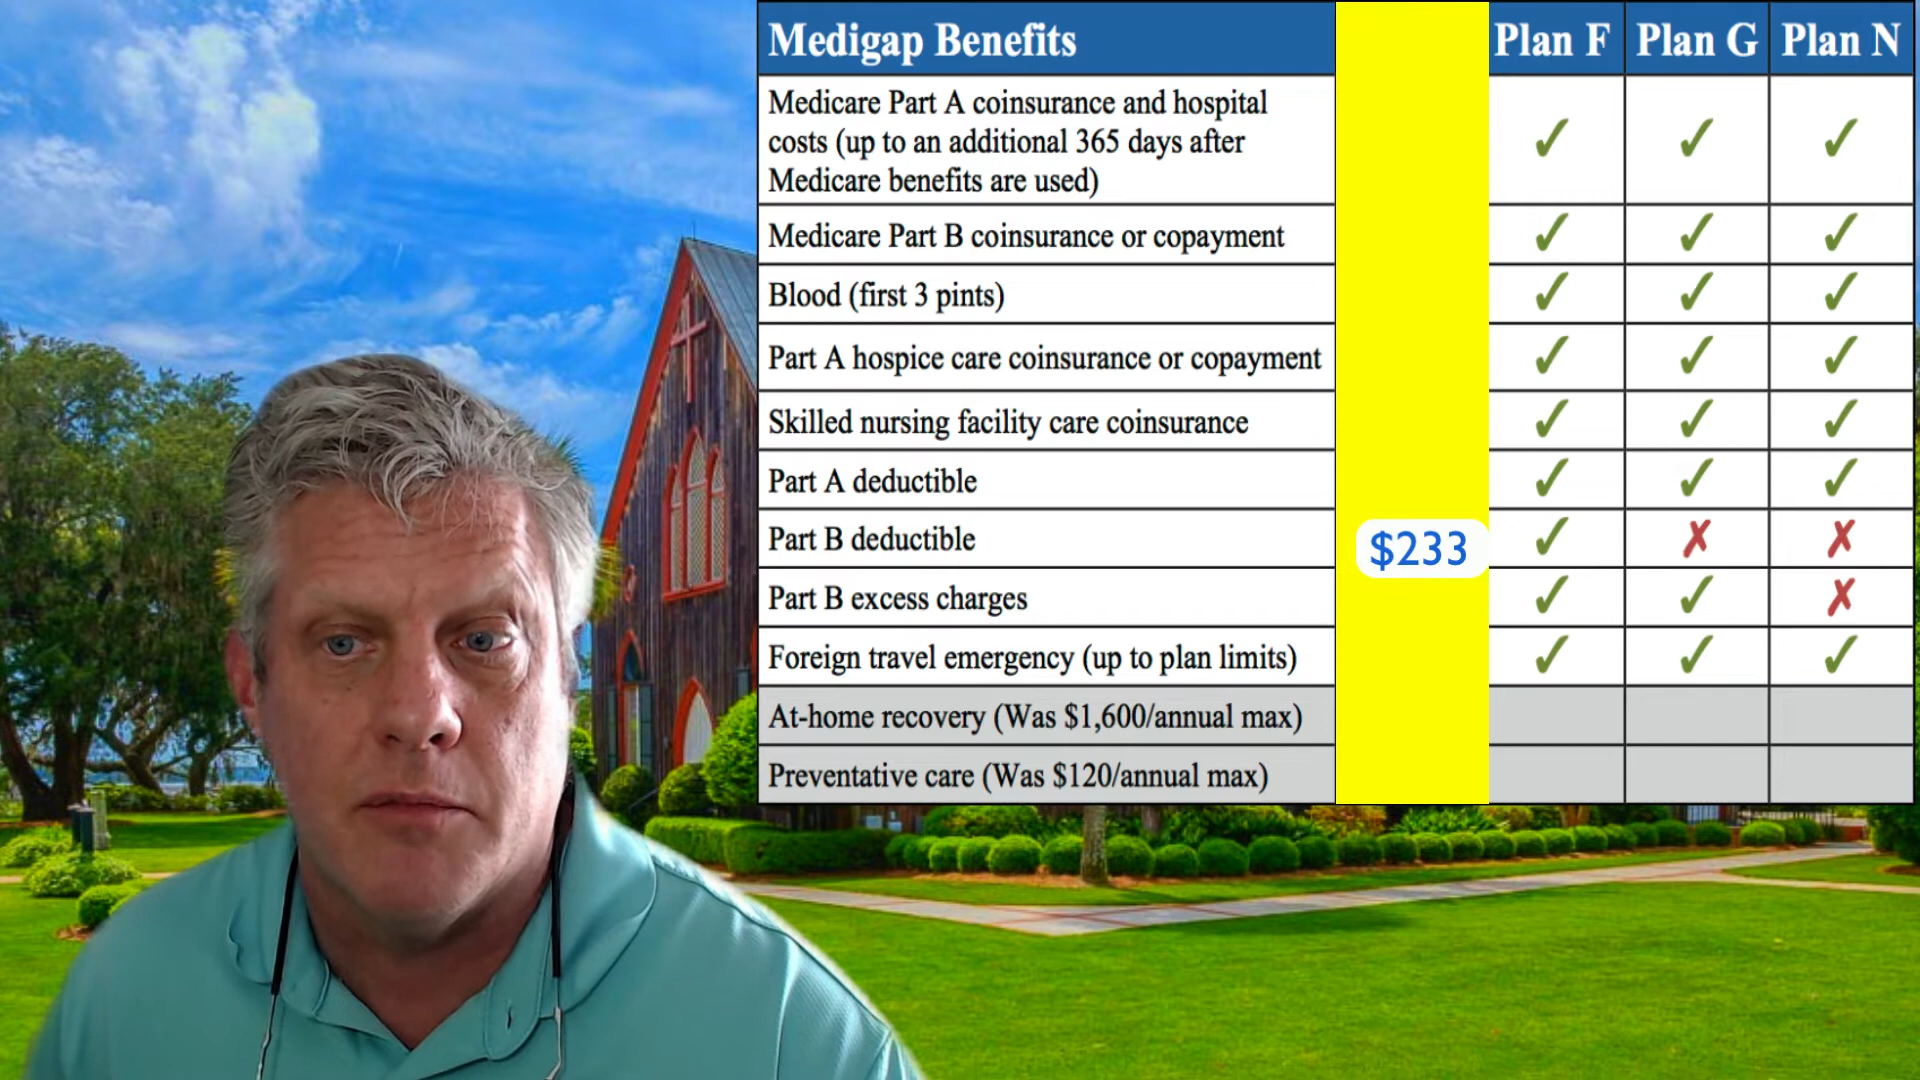 Medigap Benefits Plan F Plan G Plan N
Medicare Part A coinsurance and hospital
costs (up to an additional 365 days after
Medicare benefits are used) ✓ ✓ ✓
Medicare Part B coinsurance or copayment ✓ ✓ ✓
Blood (first 3 pints) ✓ ✓ ✓
Part A hospice care coinsurance or copayment ✓ ✓ ✓
Skilled nursing facility care coinsurance ✓ ✓ ✓
Part A deductible ✓ ✓ ✓
Part B deductible $233 ✓ ✗ ✗
Part B excess charges ✓ ✓ ✗
Foreign travel emergency (up to plan limits) ✓ ✓ ✓
At-home recovery (Was $1,600/annual max)
Preventative care (Was $120/annual max)